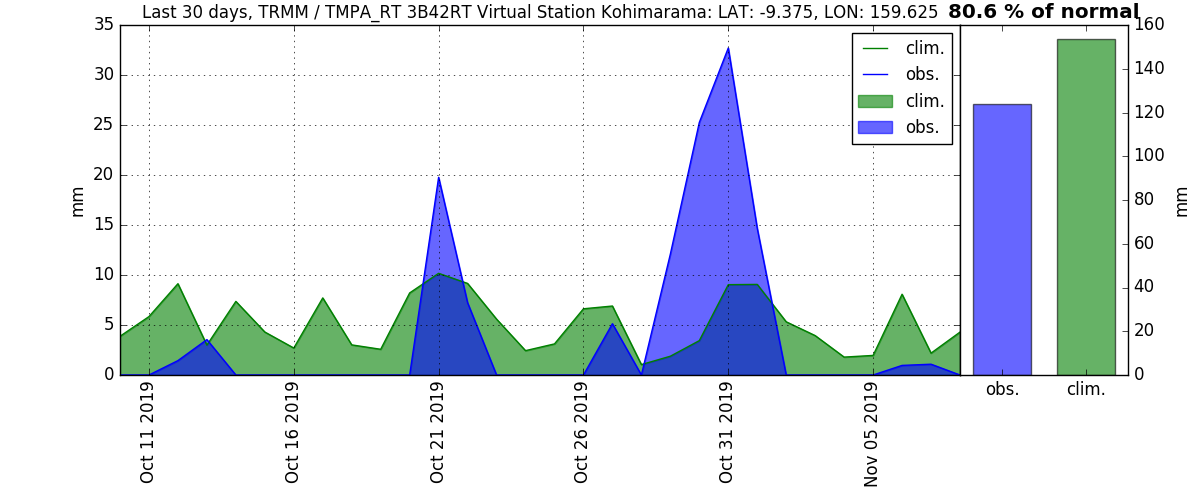 Last 30 days, TRMM / TMPA_RT 3B42RT Virtual Station Kohimarama: LAT: -9.375, LON: 159.625
80.6 % of normal
35
30
25
20
15
10
5
0
mm
clim.
obs.
clim.
obs.
Oct 11 2019
Oct 16 2019
Oct 21 2019
Oct 26 2019
Oct 31 2019
Nov 05 2019
160
140
120
100
80
60
40
20
0
mm
obs.
clim.